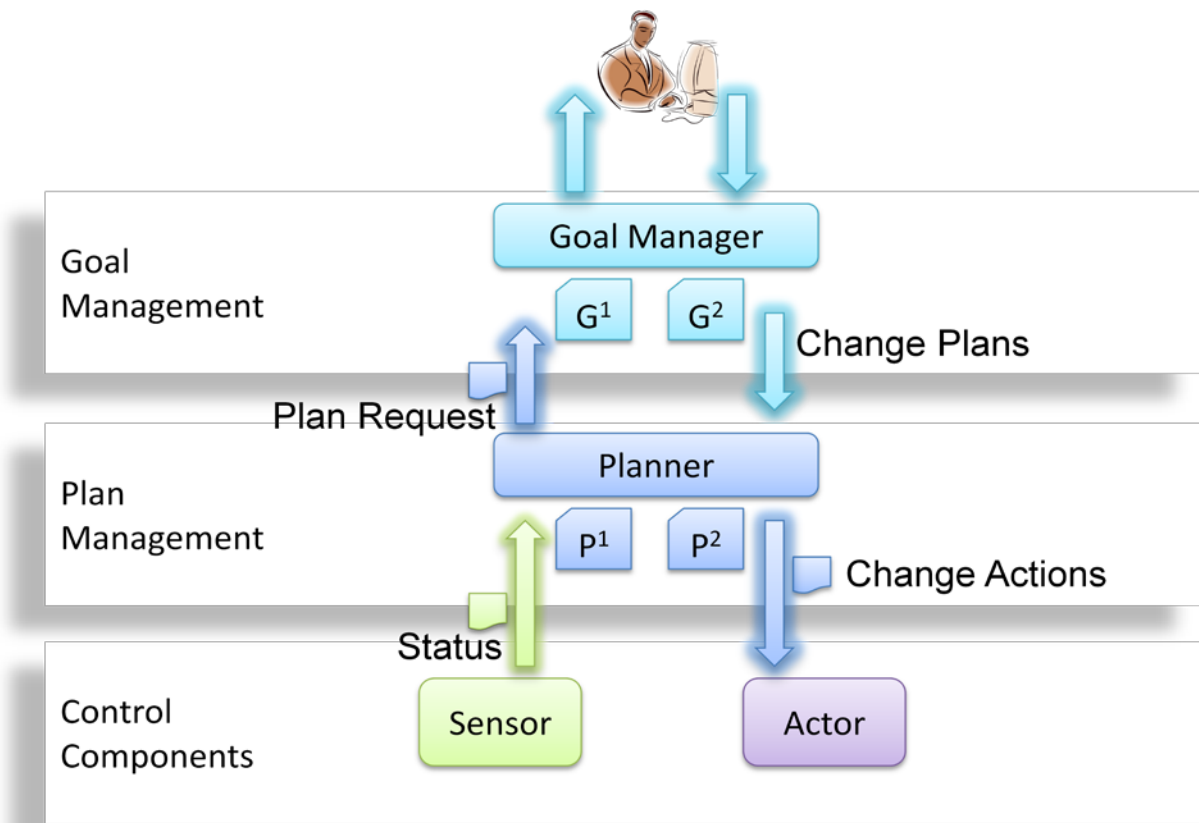 Goal Manager
Goal
Management
G¹
G²
Change Plans
Plan Request
Planner
Plan
Management
P¹
P²
Change Actions
Status
Control
Components
Sensor
Actor